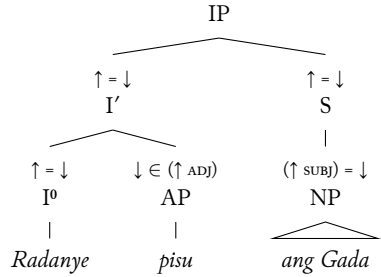 IP
↑ = ↓ ↑ = ↓
I′ S
↑ = ↓ ↓ ∈ (↑ ADJ) (↑ SUBJ) = ↓
I⁰ AP NP
Radanye pisu ang Gada